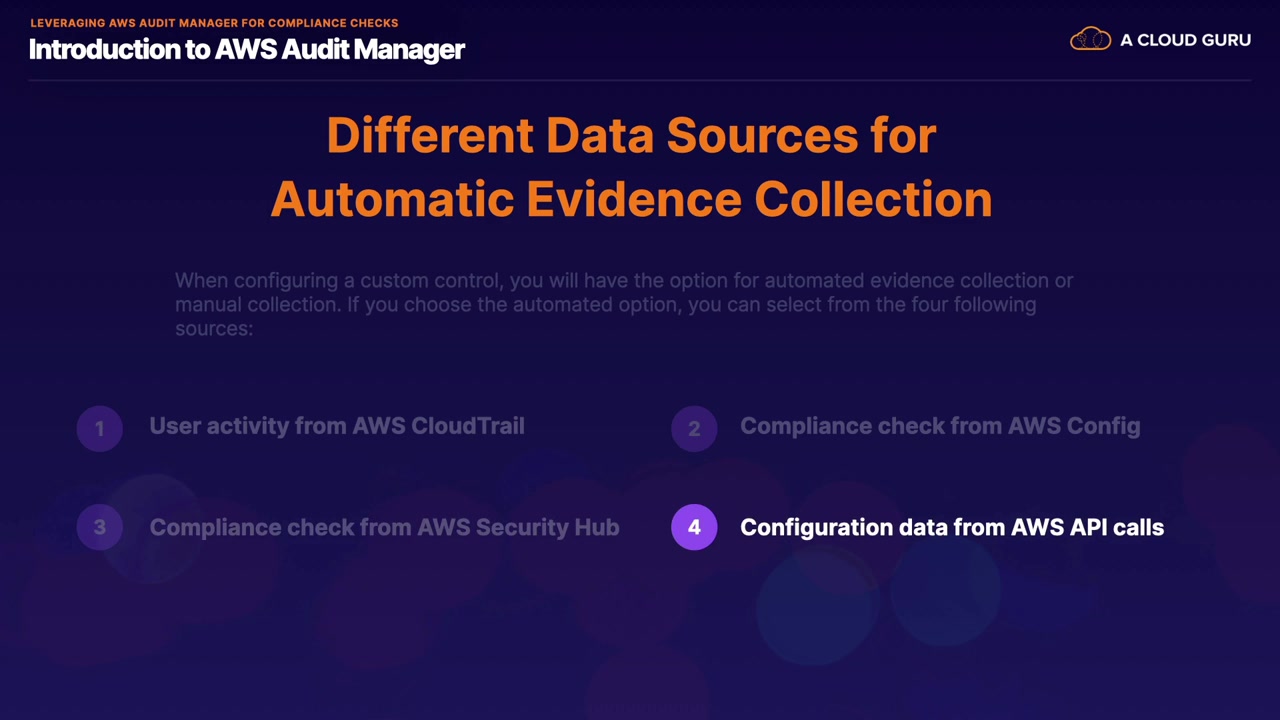 LEVERAGING AWS AUDIT MANAGER FOR COMPLIANCE CHECKS
Introduction to AWS Audit Manager
A CLOUD GURU
Different Data Sources for
Automatic Evidence Collection
When configuring a custom control, you will have the option for automated evidence collection or
manual collection. If you choose the automated option, you can select from the four following
sources:
1 User activity from AWS CloudTrail
2 Compliance check from AWS Config
3 Compliance check from AWS Security Hub
4 Configuration data from AWS API calls